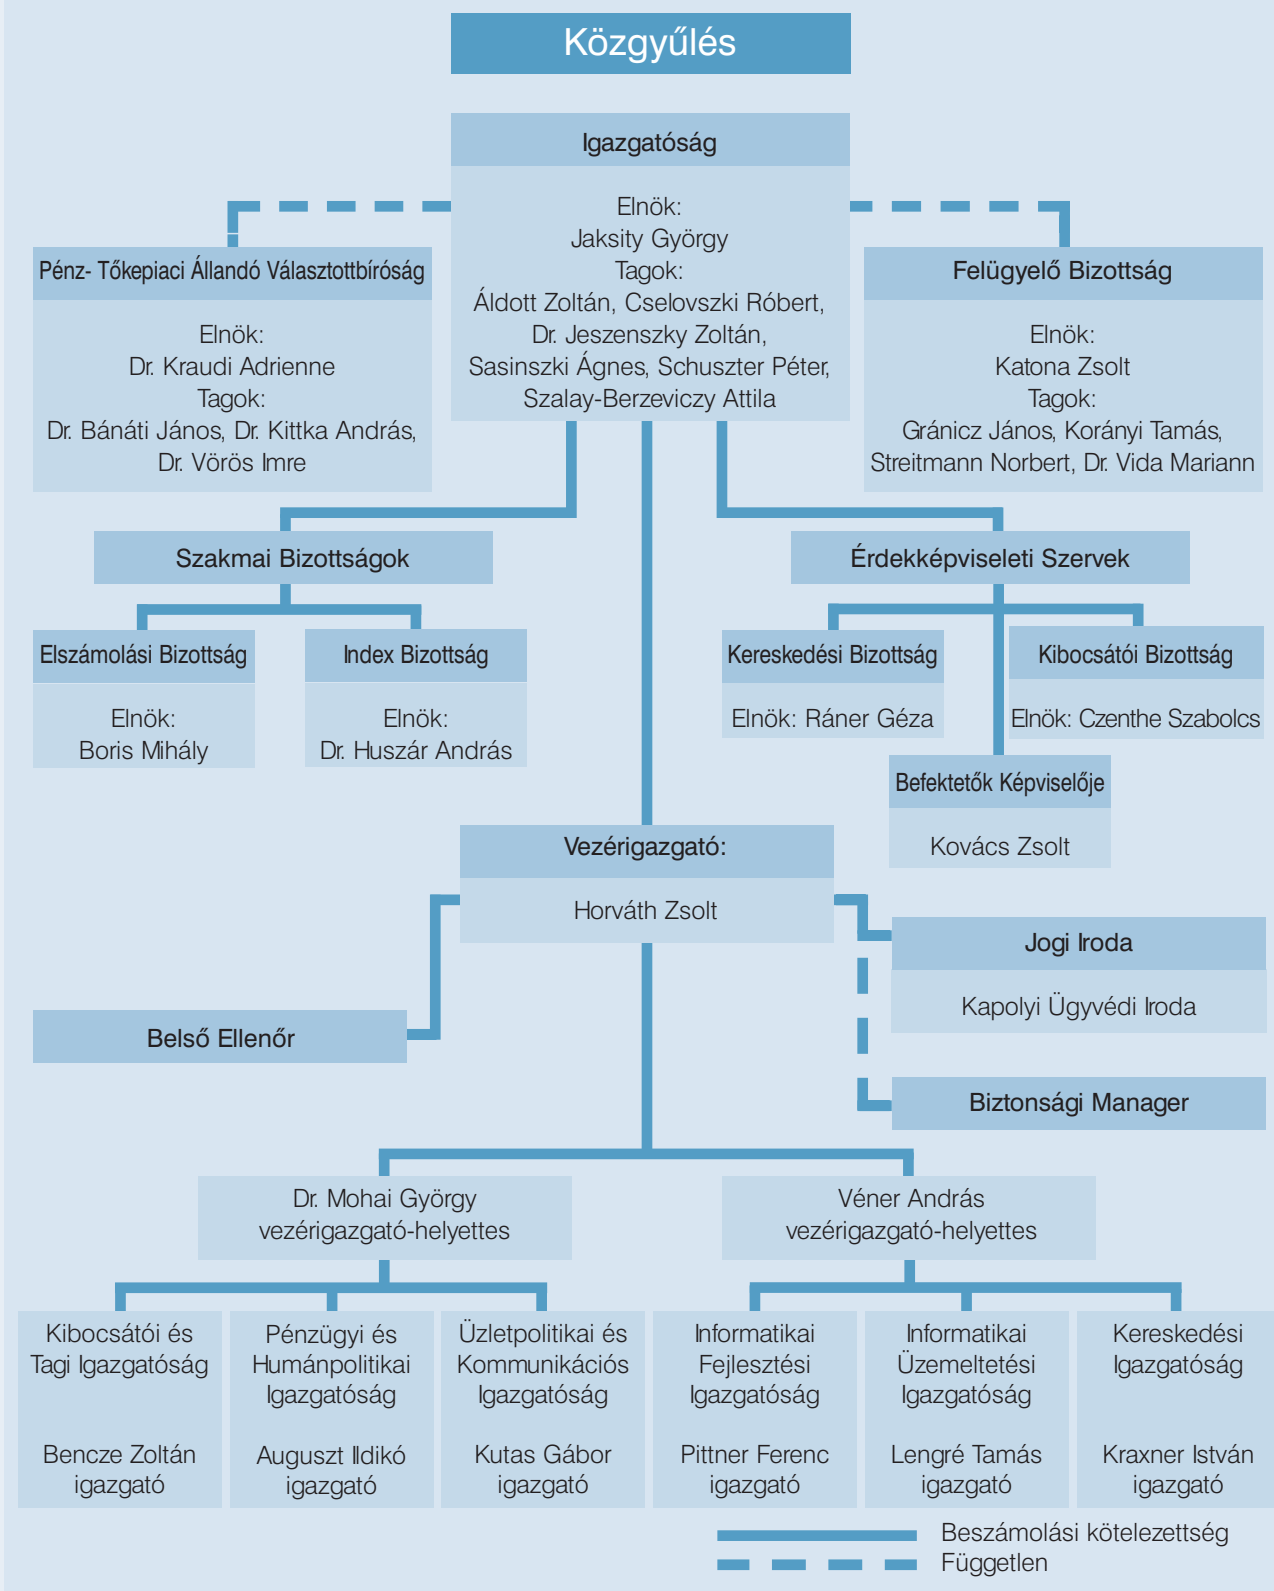 Közgyűlés
Igazgatóság
Elnök:
Jaksity György
Tagok:
Áldott Zoltán, Cselovszki Róbert,
Dr. Jeszenszky Zoltán,
Sasinszki Ágnes, Schuszter Péter,
Szalay-Berzeviczy Attila
Pénz- Tőkepiaci Állandó Választottbíróság
Elnök:
Dr. Kraudi Adrienne
Tagok:
Dr. Bánáti János, Dr. Kittka András,
Dr. Vörös Imre
Felügyelő Bizottság
Elnök:
Katona Zsolt
Tagok:
Gránicz János, Korányi Tamás,
Streitmann Norbert, Dr. Vida Mariann
Szakmai Bizottságok
Elszámolási Bizottság
Elnök:
Boris Mihály
Index Bizottság
Elnök:
Dr. Huszár András
Érdekképviseleti Szervek
Kereskedési Bizottság
Elnök: Ráner Géza
Kibocsátói Bizottság
Elnök: Czenthe Szabolcs
Befektetők Képviselője
Kovács Zsolt
Vezérigazgató:
Horváth Zsolt
Jogi Iroda
Kapolyi Ügyvédi Iroda
Belső Ellenőr
Biztonsági Manager
Dr. Mohai György
vezérigazgató-helyettes
Véner András
vezérigazgató-helyettes
Kibocsátói és
Tagi Igazgatóság
Bencze Zoltán
igazgató
Pénzügyi és
Humánpolitikai
Igazgatóság
Auguszt Ildikó
igazgató
Üzletpolitikai és
Kommunikációs
Igazgatóság
Kutas Gábor
igazgató
Informatikai
Fejlesztési
Igazgatóság
Pittner Ferenc
igazgató
Informatikai
Üzemeltetési
Igazgatóság
Lengré Tamás
igazgató
Kereskedési
Igazgatóság
Kraxner István
igazgató
Beszámolási kötelezettség
Független